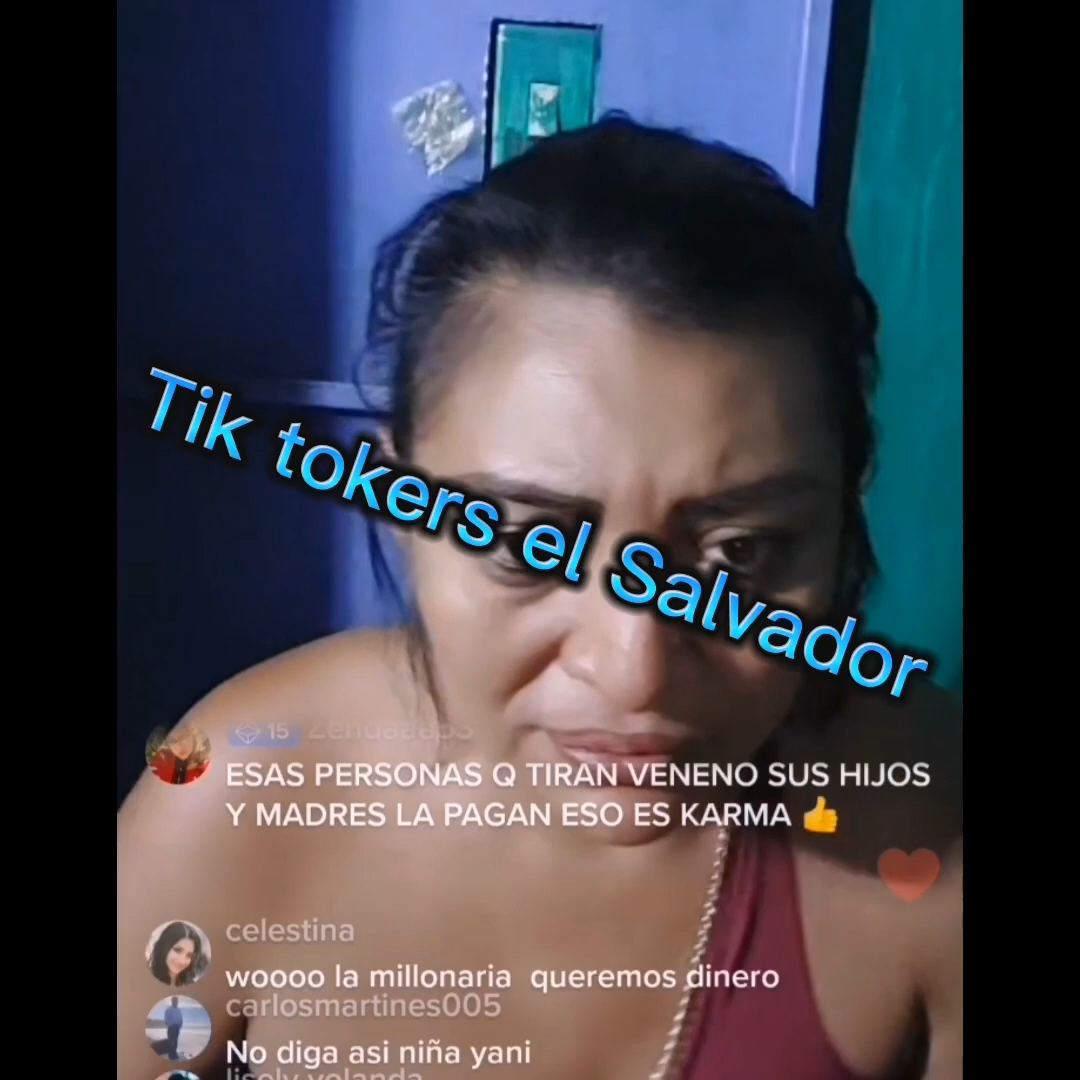 Tik tokers el Salvador
15
ESAS PERSONAS Q TIRAN VENENO SUS HIJOS
Y MADRES LA PAGAN ESO ES KARMA 👍
celestina
woooo la millonaria queremos dinero
carlosmartines005
No diga asi niña yani